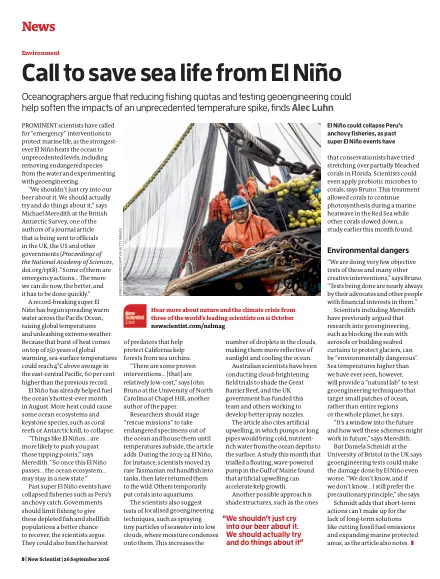 News
Environment
Call to save sea life from El Niño
Oceanographers argue that reducing fishing quotas and testing geoengineering could
help soften the impacts of an unprecedented temperature spike, finds Alec Luhn
PROMINENT scientists have called
for "emergency" interventions to
protect marine life, as the strongest-
ever El Niño heats the ocean to
unprecedented levels, including
removing endangered species
from the water and experimenting
with geoengineering.
"We shouldn't just cry into our
beer about it. We should actually
try and do things about it," says
Michael Meredith at the British
Antarctic Survey, one of the
authors of a journal article
that is being sent to officials
in the UK, the US and other
governments (Proceedings of
the National Academy of Sciences,
doi.org/rpt8). "Some of them are
emergency actions... The more
we can do now, the better, and
it has to be done quickly."
A record-breaking super El
Niño has begun spreading warm
water across the Pacific Ocean,
raising global temperatures
and unleashing extreme weather.
Because that burst of heat comes
on top of 150 years of global
warming, sea-surface temperatures
could reach 4°C above average in
the east-central Pacific, 60 per cent
higher than the previous record.
El Niño has already helped fuel
the ocean's hottest-ever month
in August. More heat could cause
some ocean ecosystems and
keystone species, such as coral
reefs or Antarctic krill, to collapse.
"Things like El Niños... are
more likely to push you past
those tipping points," says
Meredith. "So once this El Niño
passes... the ocean ecosystem...
may stay in a new state."
Past super El Niño events have
collapsed fisheries such as Peru's
anchovy catch. Governments
should limit fishing to give
these depleted fish and shellfish
populations a better chance
to recover, the scientists argue.
They could also ban the harvest
Hear more about nature and the climate crisis from
three of the world's leading scientists on 11 October
newscientist.com/nalmag
of predators that help
protect California kelp
forests from sea urchins.
"There are some proven
interventions... [that] are
relatively low-cost," says John
Bruno at the University of North
Carolina at Chapel Hill, another
author of the paper.
Researchers should stage
"rescue missions" to take
endangered specimens out of
the ocean and house them until
temperatures subside, the article
adds. During the 2023-24 El Niño,
for instance, scientists moved 25
rare Tasmanian red handfish into
tanks, then later returned them
to the wild. Others temporarily
put corals into aquariums.
The scientists also suggest
tests of localised geoengineering
techniques, such as spraying
tiny particles of seawater into low
clouds, where moisture condenses
onto them. This increases the
number of droplets in the clouds,
making them more reflective of
sunlight and cooling the ocean.
Australian scientists have been
conducting cloud-brightening
field trials to shade the Great
Barrier Reef, and the UK
government has funded this
team and others working to
develop better spray nozzles.
The article also cites artificial
upwelling, in which pumps or long
pipes would bring cold, nutrient-
rich water from the ocean depths to
the surface. A study this month that
trialled a floating, wave-powered
pump in the Gulf of Maine found
that artificial upwelling can
accelerate kelp growth.
Another possible approach is
shade structures, such as the ones
"We shouldn't just cry
into our beer about it.
We should actually try
and do things about it"
El Niño could collapse Peru's
anchovy fisheries, as past
super El Niño events have
that conservationists have tried
stretching over partially bleached
corals in Florida. Scientists could
even apply probiotic microbes to
corals, says Bruno. This treatment
allowed corals to continue
photosynthesis during a marine
heatwave in the Red Sea while
other corals slowed down, a
study earlier this month found.
Environmental dangers
"We are doing very few objective
tests of these and many other
creative interventions," says Bruno.
"Tests being done are nearly always
by their advocates and other people
with financial interests in them."
Scientists including Meredith
have previously argued that
research into geoengineering,
such as blocking the sun with
aerosols or building seabed
curtains to protect glaciers, can
be "environmentally dangerous".
Sea temperatures higher than
we have ever seen, however,
will provide a "natural lab" to test
geoengineering techniques that
target small patches of ocean,
rather than entire regions
or the whole planet, he says.
"It's a window into the future
and how well these schemes might
work in future," says Meredith.
But Daniela Schmidt at the
University of Bristol in the UK says
geoengineering tests could make
the damage done by El Niño even
worse. "We don't know, and if
we don't know... I still prefer the
precautionary principle," she says.
Schmidt adds that short-term
actions can't make up for the
lack of long-term solutions
like cutting fossil fuel emissions
and expanding marine protected
areas, as the article also notes.
8 | New Scientist | 26 September 2026